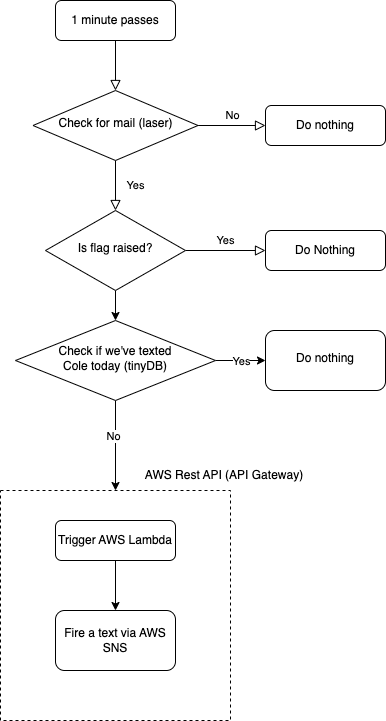 1 minute passes
Check for mail (laser)
No
Do nothing
Yes
Is flag raised?
Yes
Do Nothing
Check if we've texted
Cole today (tinyDB)
Yes
Do nothing
No
AWS Rest API (API Gateway)
Trigger AWS Lambda
Fire a text via AWS
SNS